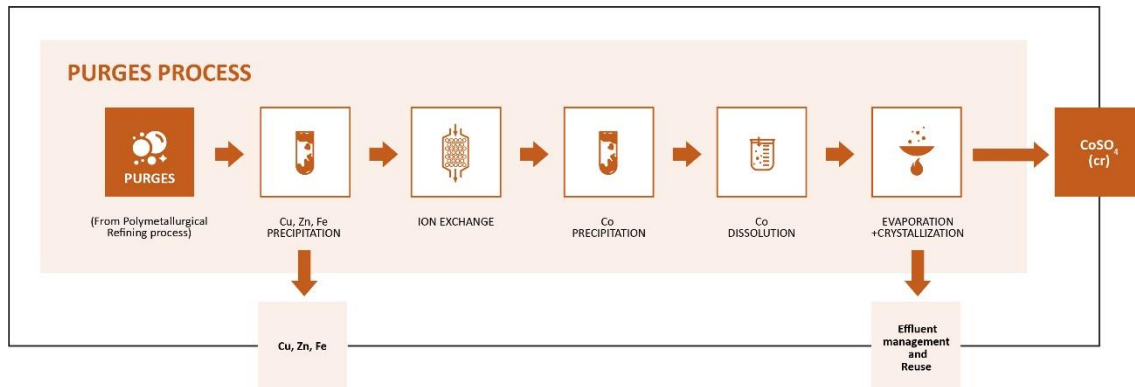 PURGES PROCESS
PURGES
(From Polymetallurgical
Refining process)
Cu, Zn, Fe
PRECIPITATION
ION EXCHANGE
Co
PRECIPITATION
Co
DISSOLUTION
EVAPORATION
+CRYSTALLIZATION
CoSO₄
(cr)
Cu, Zn, Fe
Effluent
management
and
Reuse